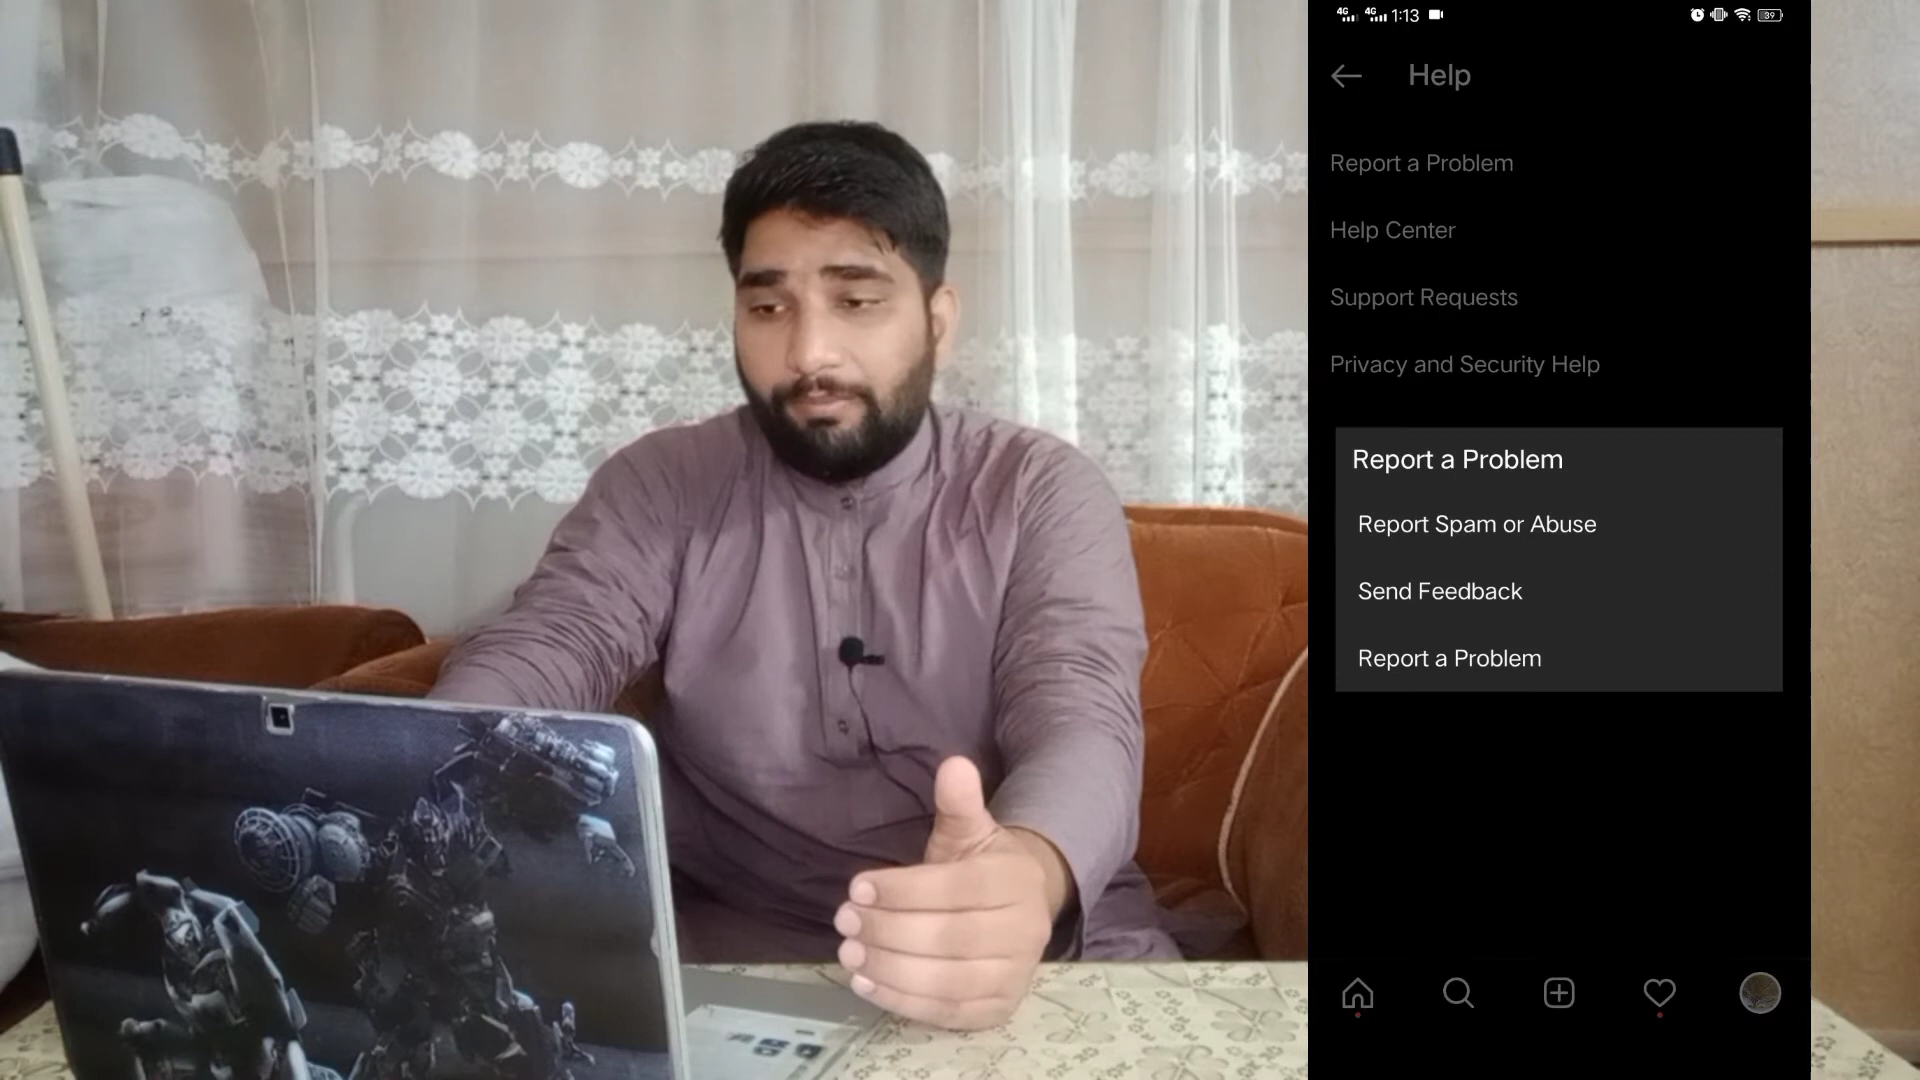 4G 4G 1:13 39
Help
Report a Problem
Help Center
Support Requests
Privacy and Security Help
Report a Problem
Report Spam or Abuse
Send Feedback
Report a Problem